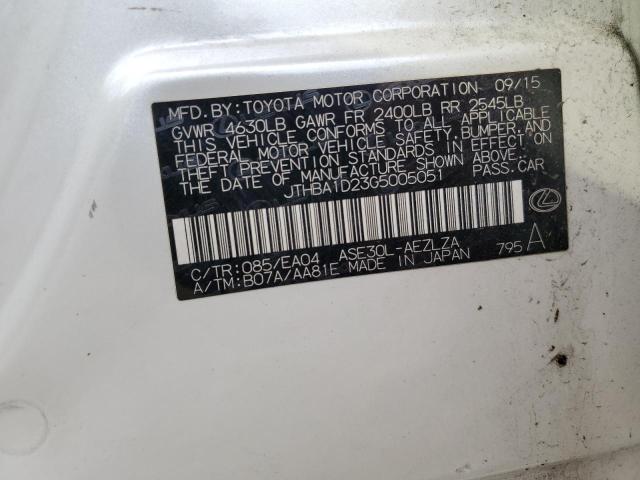 MFD. BY: TOYOTA MOTOR CORPORATION 09/15
GVWR 4630LB GAWR FR 2400LB RR 2545LB
THIS VEHICLE CONFORMS TO ALL APPLICABLE
FEDERAL MOTOR VEHICLE SAFETY, BUMPER, AND
THEFT PREVENTION STANDARDS IN EFFECT ON
THE DATE OF MANUFACTURE SHOWN ABOVE.
JTHBA1D23G5005051 PASS. CAR
C/TR: 085/EA04 ASE30L-AEZLZA
A/TM: B07A/AA81E MADE IN JAPAN 795 A